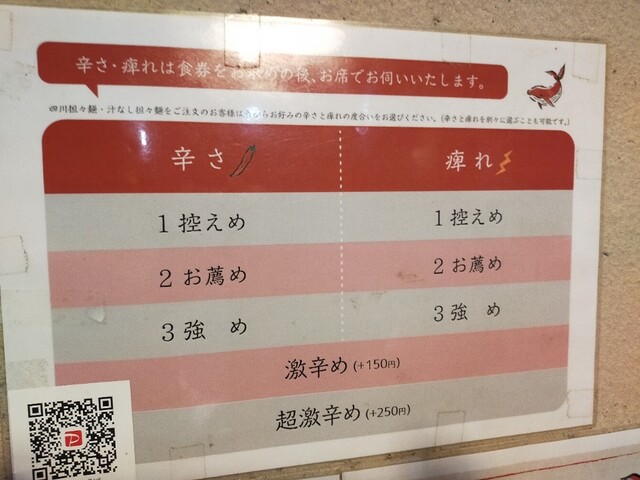 辛さ・痺れは食券をお求めの後、お席でお伺いいたします。
四川担々麺・汁なし担々麺をご注文のお客様は お好みの辛さと痺れの度合いをお選びください。(辛さと痺れを別々に選ぶことも可能です。)
辛さ 痺れ
1 控えめ 1 控えめ
2 お薦め 2 お薦め
3 強 め 3 強 め
激辛め (+150円)
超激辛め (+250円)